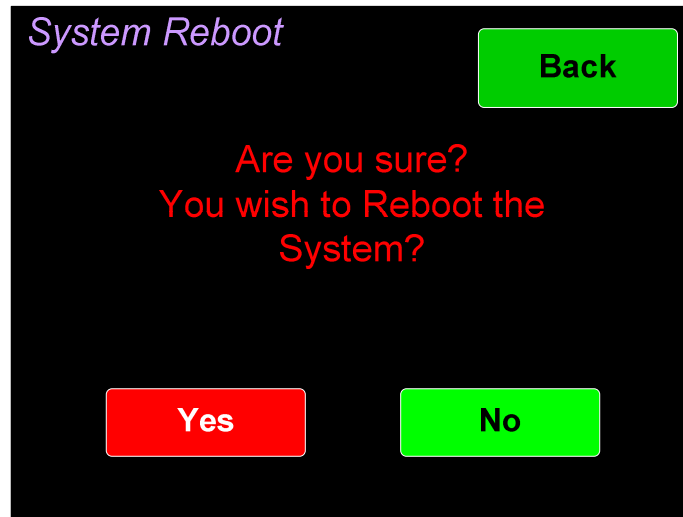 System Reboot
Back
Are you sure?
You wish to Reboot the
System?
Yes
No